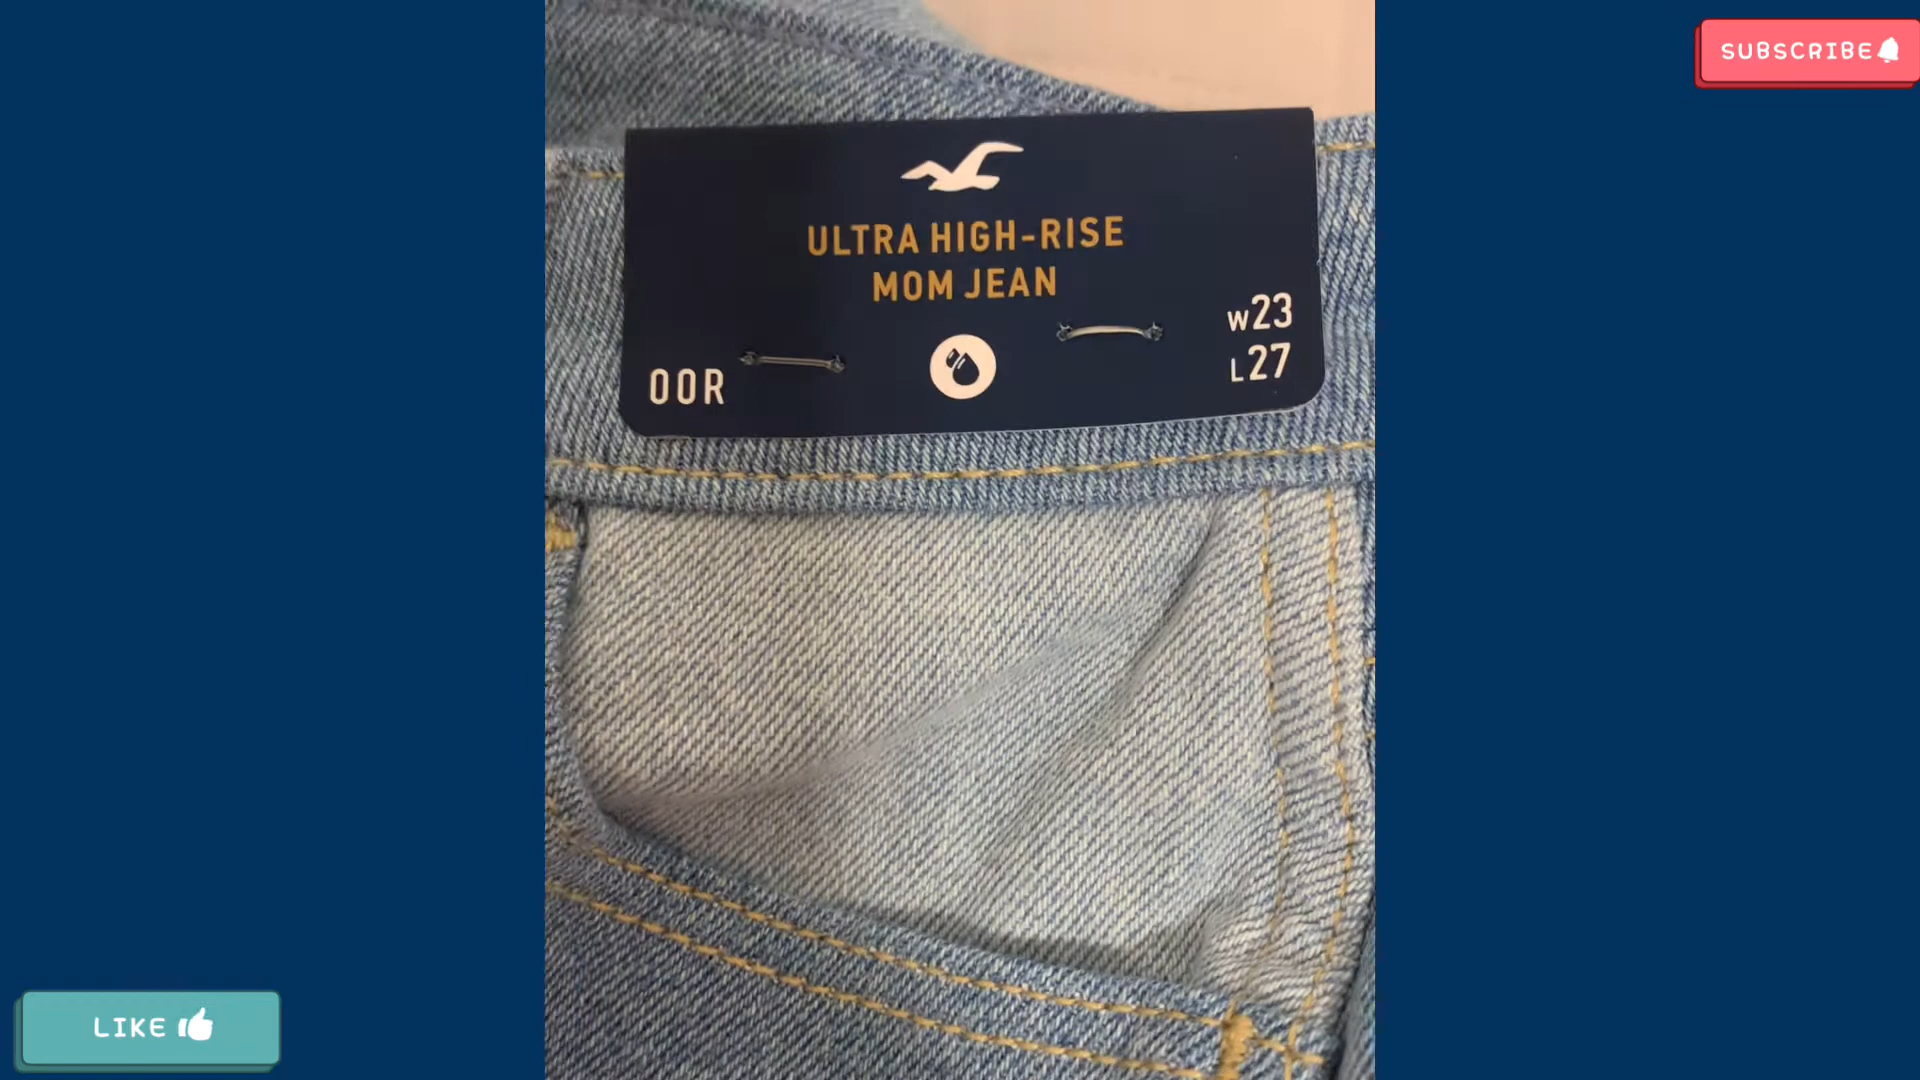 SUBSCRIBE
ULTRA HIGH-RISE
MOM JEAN
W23
L27
00R
LIKE